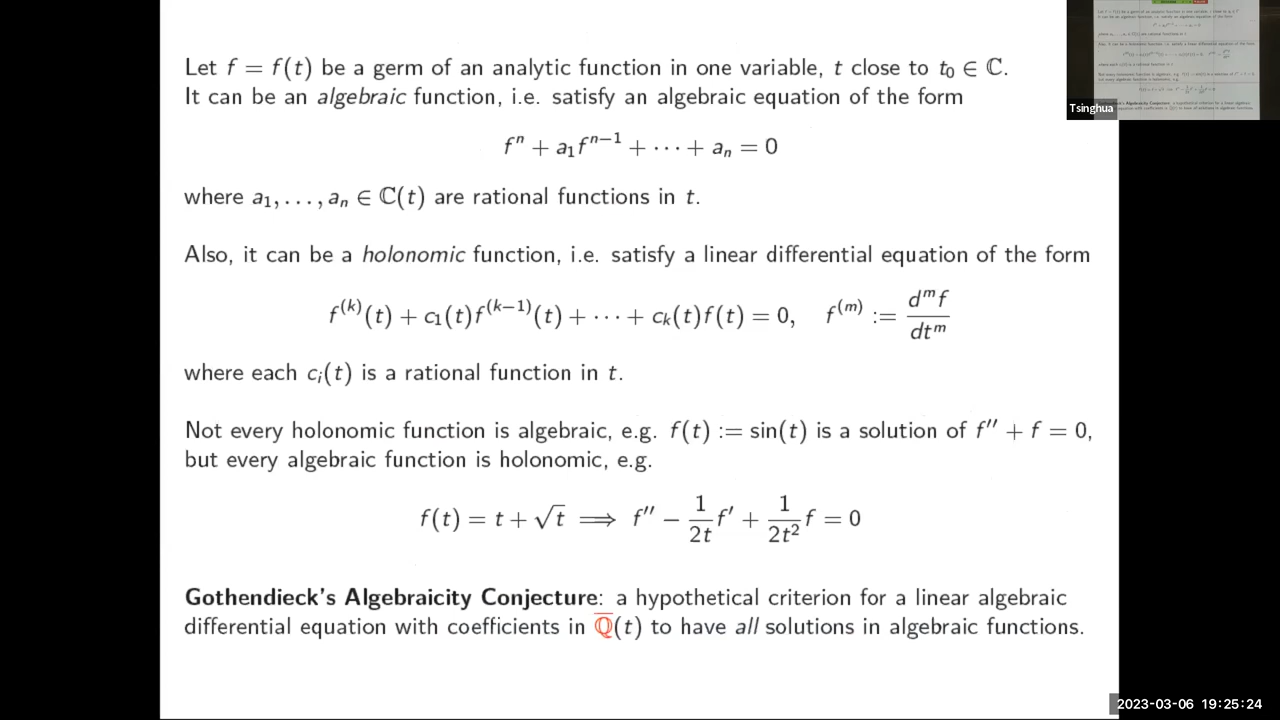 Let f = f(t) be a germ of an analytic function in one variable, t close to t₀ ∈ ℂ.
It can be an algebraic function, i.e. satisfy an algebraic equation of the form
fⁿ + a₁fⁿ⁻¹ + ··· + aₙ = 0
where a₁, . . . , aₙ ∈ ℂ(t) are rational functions in t.
Also, it can be a holonomic function, i.e. satisfy a linear differential equation of the form
f⁽ᵏ⁾(t) + c₁(t)f⁽ᵏ⁻¹⁾(t) + ··· + cₖ(t)f(t) = 0, f⁽ᵐ⁾ := dᵐf/dtᵐ
where each cᵢ(t) is a rational function in t.
Not every holonomic function is algebraic, e.g. f(t) := sin(t) is a solution of f″ + f = 0,
but every algebraic function is holonomic, e.g.
f(t) = t + √t ⟹ f″ − 1/2t f′ + 1/2t² f = 0
Gothendieck's Algebraicity Conjecture: a hypothetical criterion for a linear algebraic
differential equation with coefficients in ℚ̅(t) to have all solutions in algebraic functions.
Tsinghua
2023-03-06 19:25:24